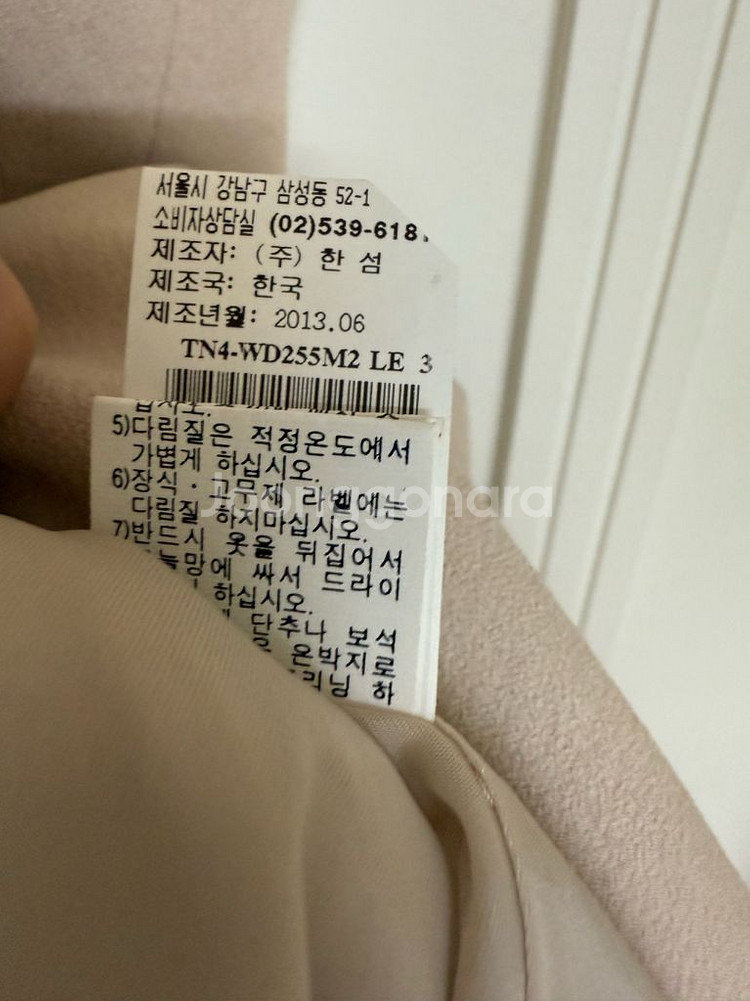 서울시 강남구 삼성동 52-1
소비자상담실 (02)539-618
제조자: (주) 한 섬
제조국: 한국
제조년월: 2013.06
TN4-WD255M2 LE 3
5)다림질은 적정온도에서
가볍게 하십시오.
6)장식·고무제 라벨에는
다림질 하지마십시오.
7)반드시 옷을 뒤집어서
망에 싸서 드라이
하십시오.
단추나 보석
은박지로
하
Joongonara